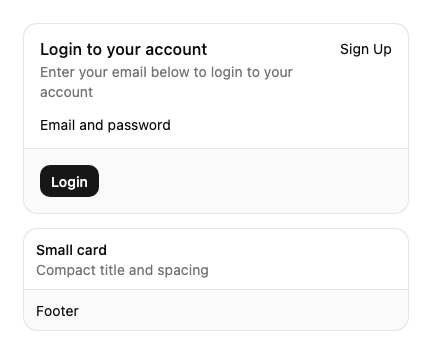 Login to your account
Sign Up
Enter your email below to login to your
account
Email and password
Login
Small card
Compact title and spacing
Footer